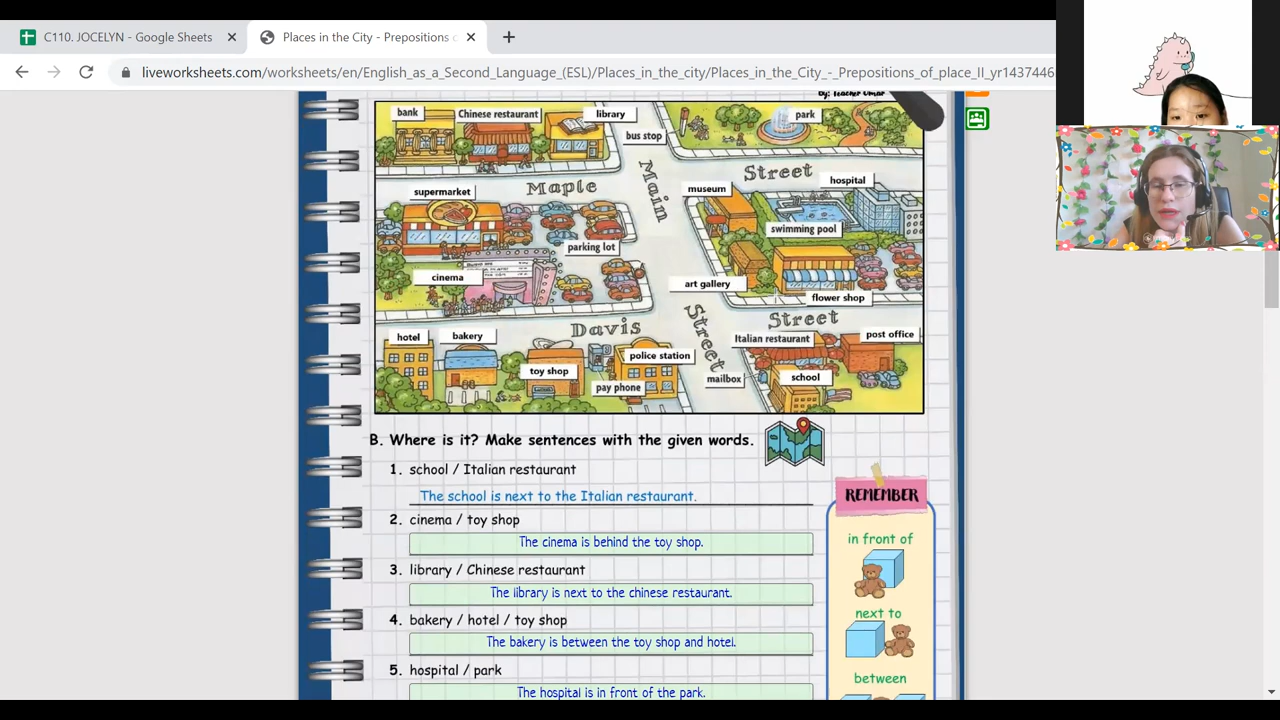 C110. JOCELYN - Google Sheets
Places in the City - Prepositions
liveworksheets.com/worksheets/en/English_as_a_Second_Language_(ESL)/Places_in_the_city/Places_in_the_City_-_Prepositions_of_place_II_yr1437446
by: Teacher Omar
bank
Chinese restaurant
library
park
bus stop
supermarket
Maple
Main
Street
hospital
museum
swimming pool
parking lot
cinema
art gallery
flower shop
Davis
Street
Street
hotel
bakery
Italian restaurant
post office
toy shop
police station
pay phone
mailbox
school
B. Where is it? Make sentences with the given words.
1. school / Italian restaurant
The school is next to the Italian restaurant.
2. cinema / toy shop
The cinema is behind the toy shop.
3. library / Chinese restaurant
The library is next to the chinese restaurant.
4. bakery / hotel / toy shop
The bakery is between the toy shop and hotel.
5. hospital / park
The hospital is in front of the park.
REMEMBER
in front of
next to
between